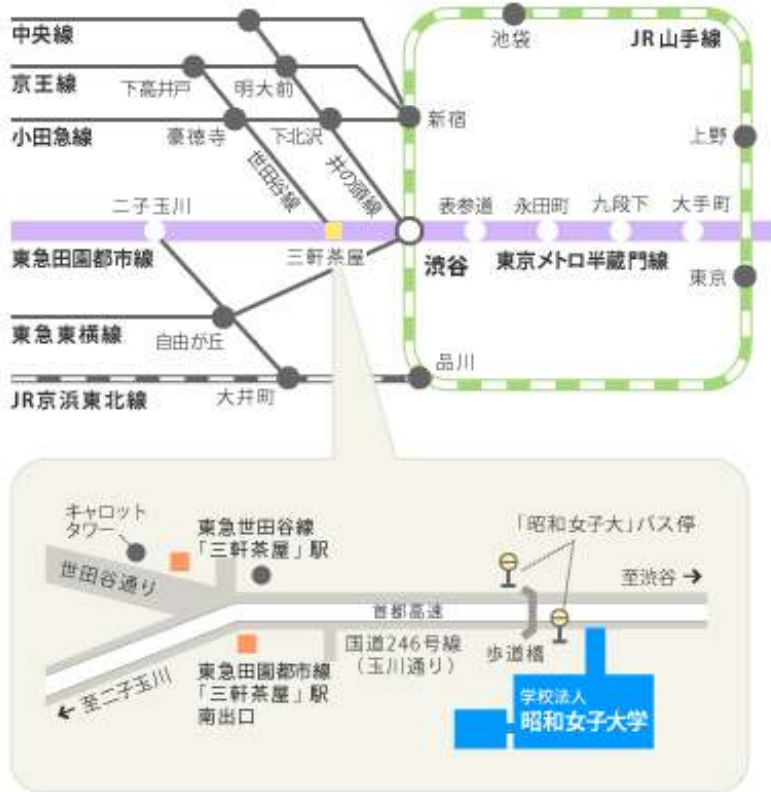 中央線
池袋
JR山手線
京王線
下高井戸
明大前
小田急線
豪徳寺
下北沢
新宿
上野
世田谷線
井の頭線
二子玉川
表参道
永田町
九段下
大手町
東急田園都市線
三軒茶屋
渋谷
東京メトロ半蔵門線
東京
東急東横線
自由が丘
品川
JR京浜東北線
大井町
キャロット
タワー
東急世田谷線
「三軒茶屋」駅
「昭和女子大」バス停
世田谷通り
至渋谷→
首都高速
国道246号線
(玉川通り)
歩道橋
東急田園都市線
「三軒茶屋」駅
南出口
←至二子玉川
学校法人
昭和女子大学